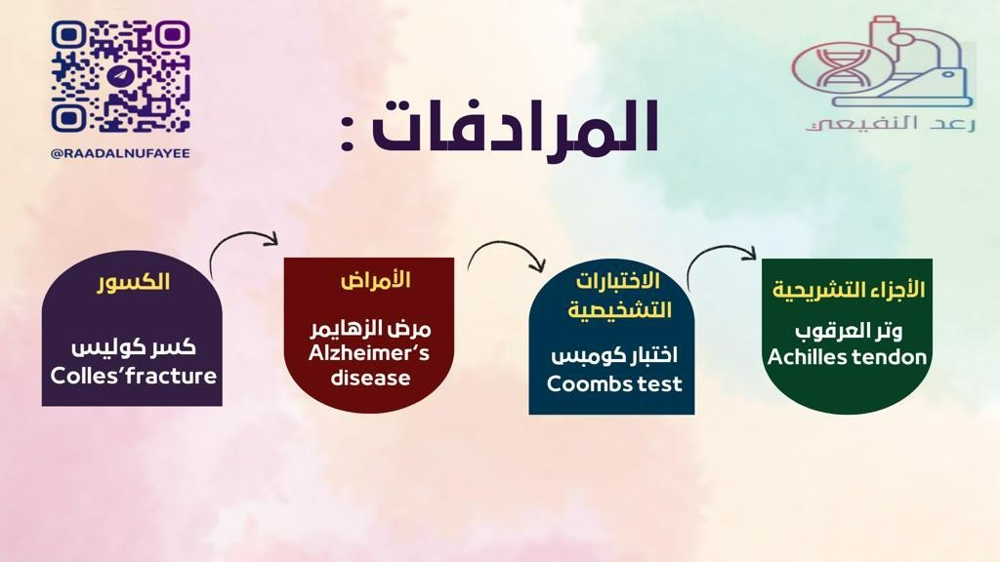 رعد النفيعي
@RAADALNUFAYEE
المرادفات :
الأجزاء التشريحية
وتر العرقوب
Achilles tendon
الاختبارات
التشخيصية
اختبار كومبس
Coombs test
الأمراض
مرض الزهايمر
Alzheimer's
disease
الكسور
كسر كوليس
Colles'fracture